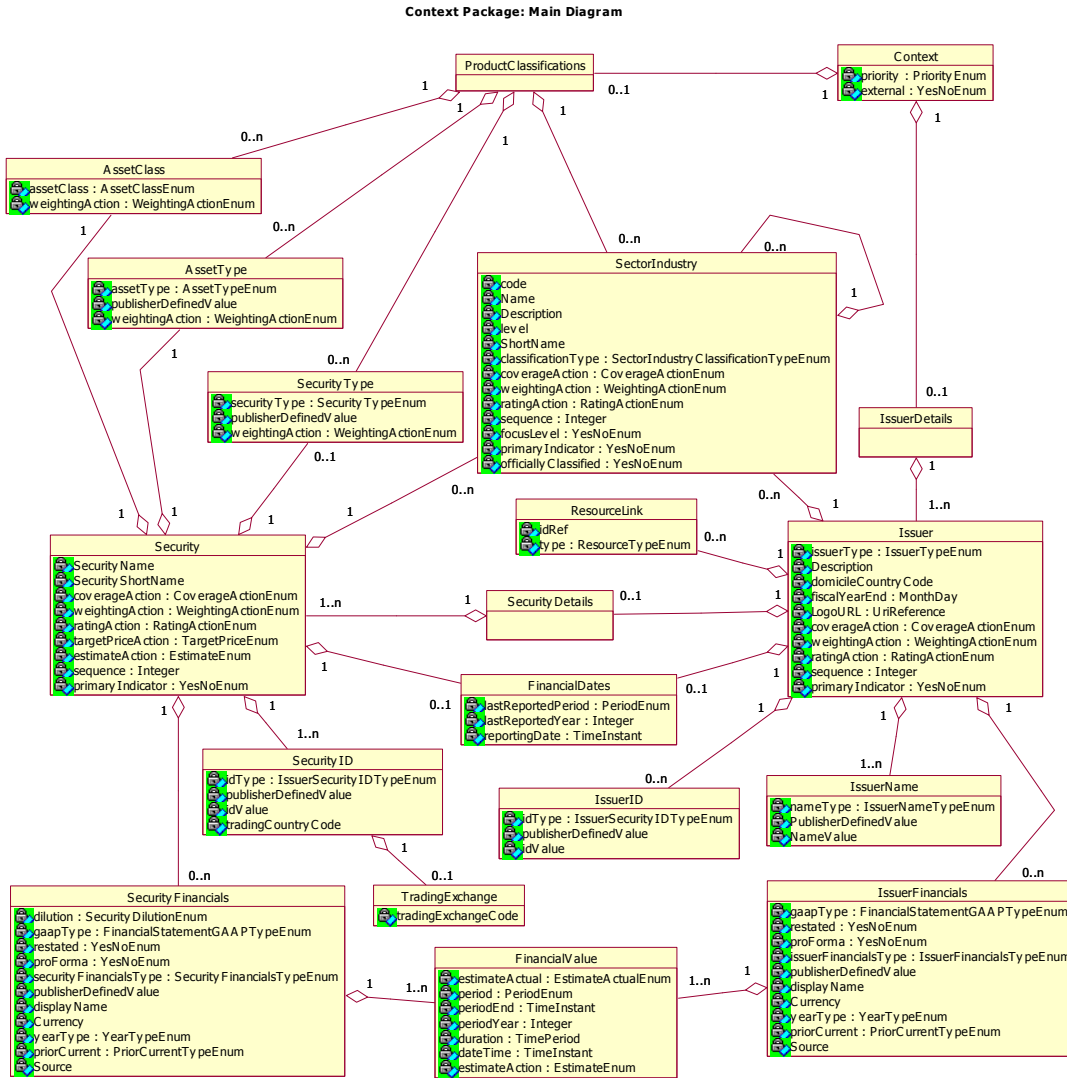 Context Package: Main Diagram
ProductClassifications
Context
priority : PriorityEnum
external : YesNoEnum
1
1
1
1
0..1
1
1
0..n
AssetClass
assetClass : AssetClassEnum
weightingAction : WeightingActionEnum
1
0..n
AssetType
assetType : AssetTypeEnum
publisherDefinedValue
weightingAction : WeightingActionEnum
1
0..n
0..n
1
SectorIndustry
code
Name
Description
level
ShortName
classificationType : SectorIndustryClassificationTypeEnum
coverageAction : CoverageActionEnum
weightingAction : WeightingActionEnum
ratingAction : RatingActionEnum
sequence : Integer
focusLevel : YesNoEnum
primaryIndicator : YesNoEnum
officiallyClassified : YesNoEnum
0..n
SecurityType
securityType : SecurityTypeEnum
publisherDefinedValue
weightingAction : WeightingActionEnum
0..1
0..1
IssuerDetails
1
1..n
0..n
0..n
1
1
1
1
1
ResourceLink
idRef
type : ResourceTypeEnum
0..n
1
Security
SecurityName
SecurityShortName
coverageAction : CoverageActionEnum
weightingAction : WeightingActionEnum
ratingAction : RatingActionEnum
targetPriceAction : TargetPriceEnum
estimateAction : EstimateEnum
sequence : Integer
primaryIndicator : YesNoEnum
Issuer
issuerType : IssuerTypeEnum
Description
domicileCountryCode
fiscalYearEnd : MonthDay
LogoURL : UriReference
coverageAction : CoverageActionEnum
weightingAction : WeightingActionEnum
ratingAction : RatingActionEnum
sequence : Integer
primaryIndicator : YesNoEnum
1..n
1
SecurityDetails
0..1
1
1
0..1
FinancialDates
lastReportedPeriod : PeriodEnum
lastReportedYear : Integer
reportingDate : TimeInstant
0..1
1
1
1
1
1
1
1..n
SecurityID
idType : IssuerSecurityIDTypeEnum
publisherDefinedValue
idValue
tradingCountryCode
1
0..n
IssuerID
idType : IssuerSecurityIDTypeEnum
publisherDefinedValue
idValue
1..n
IssuerName
nameType : IssuerNameTypeEnum
PublisherDefinedValue
NameValue
0..n
0..1
0..n
TradingExchange
tradingExchangeCode
SecurityFinancials
dilution : SecurityDilutionEnum
gaapType : FinancialStatementGAAPTypeEnum
restated : YesNoEnum
proForma : YesNoEnum
securityFinancialsType : SecurityFinancialsTypeEnum
publisherDefinedValue
displayName
Currency
yearType : YearTypeEnum
priorCurrent : PriorCurrentTypeEnum
Source
1
1..n
FinancialValue
estimateActual : EstimateActualEnum
period : PeriodEnum
periodEnd : TimeInstant
periodYear : Integer
duration : TimePeriod
dateTime : TimeInstant
estimateAction : EstimateEnum
1..n
1
IssuerFinancials
gaapType : FinancialStatementGAAPTypeEnum
restated : YesNoEnum
proForma : YesNoEnum
issuerFinancialsType : IssuerFinancialsTypeEnum
publisherDefinedValue
displayName
Currency
yearType : YearTypeEnum
priorCurrent : PriorCurrentTypeEnum
Source